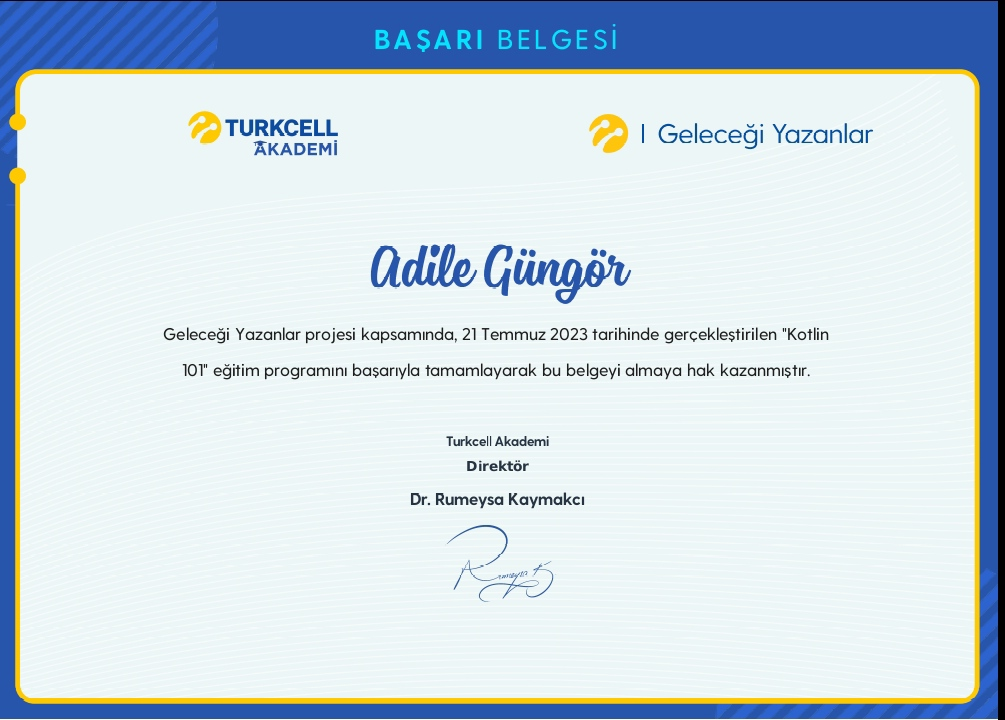 BAŞARI BELGESİ
TURKCELL
AKADEMİ
| Geleceği Yazanlar
Adile Güngör
Geleceği Yazanlar projesi kapsamında, 21 Temmuz 2023 tarihinde gerçekleştirilen "Kotlin
101" eğitim programını başarıyla tamamlayarak bu belgeyi almaya hak kazanmıştır.
Turkcell Akademi
Direktör
Dr. Rumeysa Kaymakcı
Rumeysa K